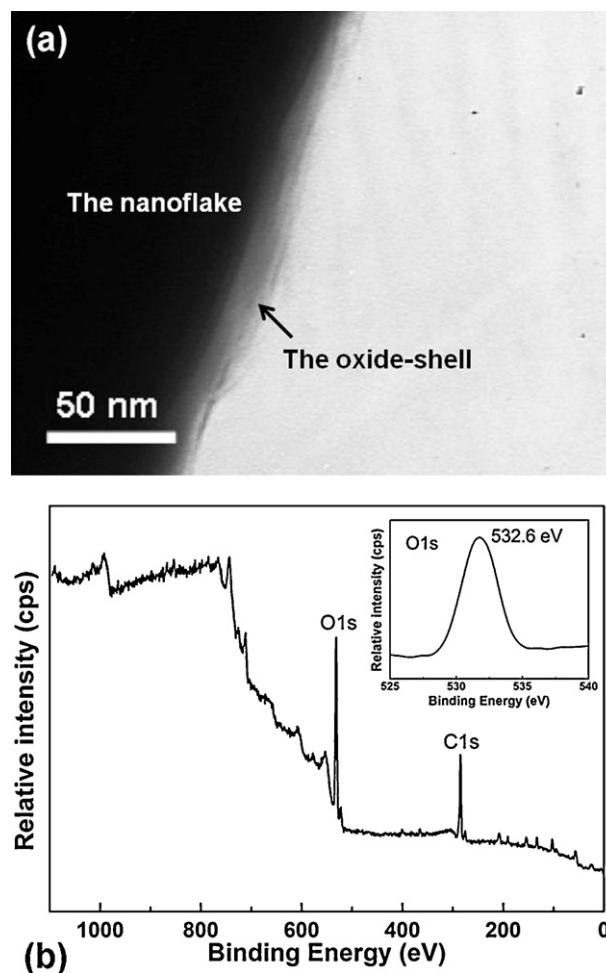 (a)
The nanoflake
The oxide-shell
50 nm
Relative intensity (cps)
O1s
C1s
Relative intensity (cps)
O1s
532.6 eV
525 530 535 540
Binding Energy (eV)
1000 800 600 400 200 0
Binding Energy (eV)
(b)